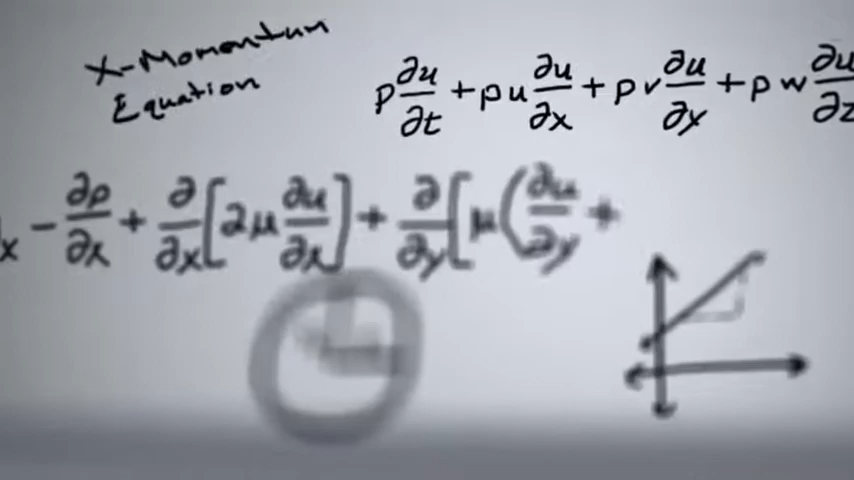 X-Momentum
Equation
ρ∂u/∂t + ρu∂u/∂x + ρv∂u/∂y + ρw∂u/∂z
x - ∂p/∂x + ∂/∂x[2μ∂u/∂x] + ∂/∂y[μ(∂u/∂y +